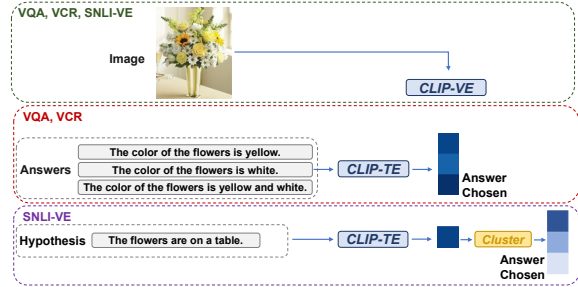 VQA, VCR, SNLI-VE
Image
CLIP-VE
VQA, VCR
The color of the flowers is yellow.
Answers
The color of the flowers is white.
CLIP-TE
The color of the flowers is yellow and white.
Answer
Chosen
SNLI-VE
Hypothesis
The flowers are on a table.
CLIP-TE
Cluster
Answer
Chosen